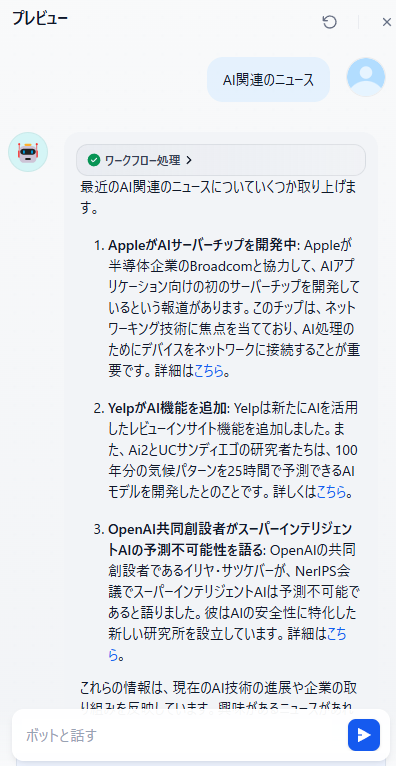 プレビュー
AI関連のニュース
ワークフロー処理
最近のAI関連のニュースについていくつか取り上げま
す。
1. AppleがAIサーバーチップを開発中: Appleが
半導体企業のBroadcomと協力して、AIアプ
リケーション向けの初のサーバーチップを開発して
いるという報道があります。このチップは、ネット
ワーキング技術に焦点を当てており、AI処理の
ためにデバイスをネットワークに接続することが重
要です。詳細はこちら。
2. YelpがAI機能を追加: Yelpは新たにAIを活用
したレビューインサイト機能を追加しました。ま
た、Ai2とUCサンディエゴの研究者たちは、100
年分の気候パターンを25時間で予測できるAI
モデルを開発したとのことです。詳しくはこちら。
3. OpenAI共同創設者がスーパーインテリジェン
トAIの予測不可能性を語る: OpenAIの共同
創設者であるイリヤ・サツケバーが、NerIPS会
議でスーパーインテリジェントAIは予測不可能で
あると語りました。彼はAIの安全性に特化した
新しい研究所を設立しています。詳細はこち
ら。
これらの情報は、現在のAI技術の進展や企業の取
り組みを反映しています。興味があるニュースがあれ
ボットと話す